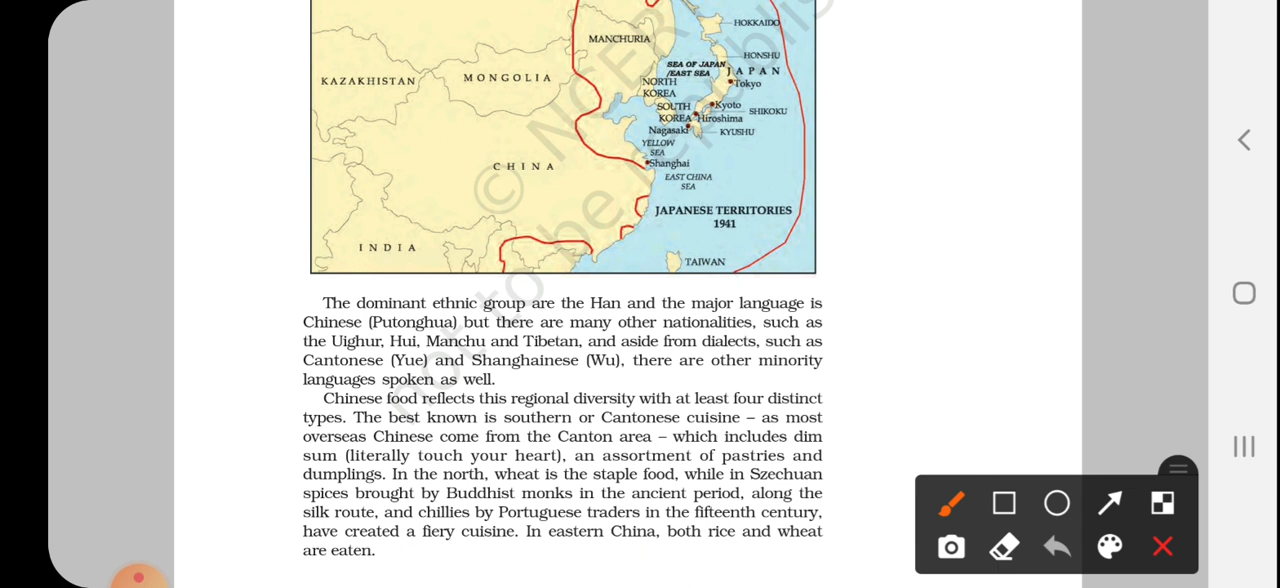 HOKKAIDO
MANCHURIA
HONSHU
SEA OF JAPAN
/EAST SEA
JAPAN
KAZAKHISTAN
MONGOLIA
NORTH
KOREA
Tokyo
SOUTH
KOREA
Kyoto
SHIKOKU
Hiroshima
Nagasaki
KYUSHU
YELLOW
SEA
CHINA
Shanghai
EAST CHINA
SEA
JAPANESE TERRITORIES
1941
INDIA
TAIWAN
© NCER
not to be republis
The dominant ethnic group are the Han and the major language is
Chinese (Putonghua) but there are many other nationalities, such as
the Uighur, Hui, Manchu and Tibetan, and aside from dialects, such as
Cantonese (Yue) and Shanghainese (Wu), there are other minority
languages spoken as well.
Chinese food reflects this regional diversity with at least four distinct
types. The best known is southern or Cantonese cuisine – as most
overseas Chinese come from the Canton area – which includes dim
sum (literally touch your heart), an assortment of pastries and
dumplings. In the north, wheat is the staple food, while in Szechuan
spices brought by Buddhist monks in the ancient period, along the
silk route, and chillies by Portuguese traders in the fifteenth century,
have created a fiery cuisine. In eastern China, both rice and wheat
are eaten.